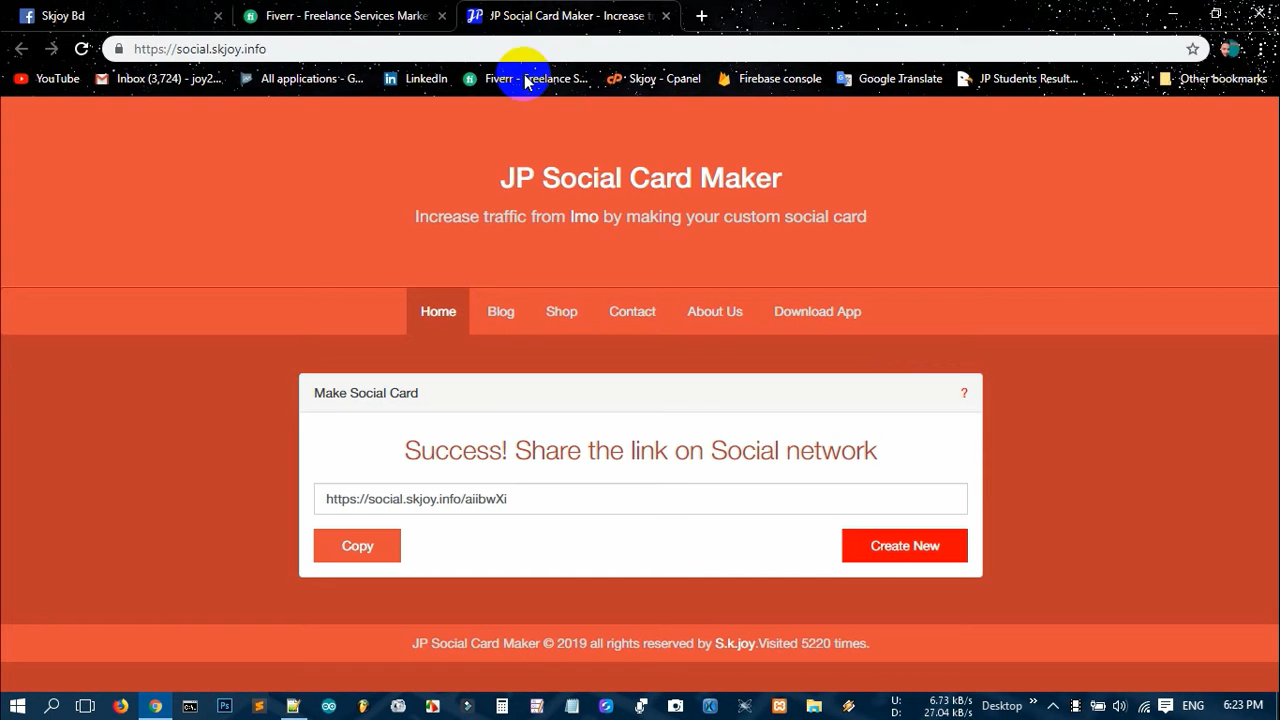 Skjoy Bd
Fiverr - Freelance Services Marke
JP Social Card Maker - Increase t
https://social.skjoy.info
YouTube
Inbox (3,724) - joy2...
All applications - G...
LinkedIn
Fiverr - Freelance S...
Skjoy - Cpanel
Firebase console
Google Translate
JP Students Result...
Other bookmarks
JP Social Card Maker
Increase traffic from Imo by making your custom social card
Home
Blog
Shop
Contact
About Us
Download App
Make Social Card
?
Success! Share the link on Social network
https://social.skjoy.info/aiibwXi
Copy
Create New
JP Social Card Maker © 2019 all rights reserved by S.k.joy.Visited 5220 times.
U: 6.73 kB/s
D: 27.04 kB/s
Desktop
ENG
6:23 PM